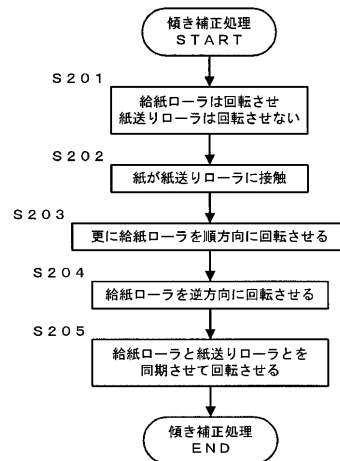 傾き補正処理
ＳＴＡＲＴ
Ｓ２０１
給紙ローラは回転させ
紙送りローラは回転させない
Ｓ２０２
紙が紙送りローラに接触
Ｓ２０３
更に給紙ローラを順方向に回転させる
Ｓ２０４
給紙ローラを逆方向に回転させる
Ｓ２０５
給紙ローラと紙送りローラとを
同期させて回転させる
傾き補正処理
ＥＮＤ